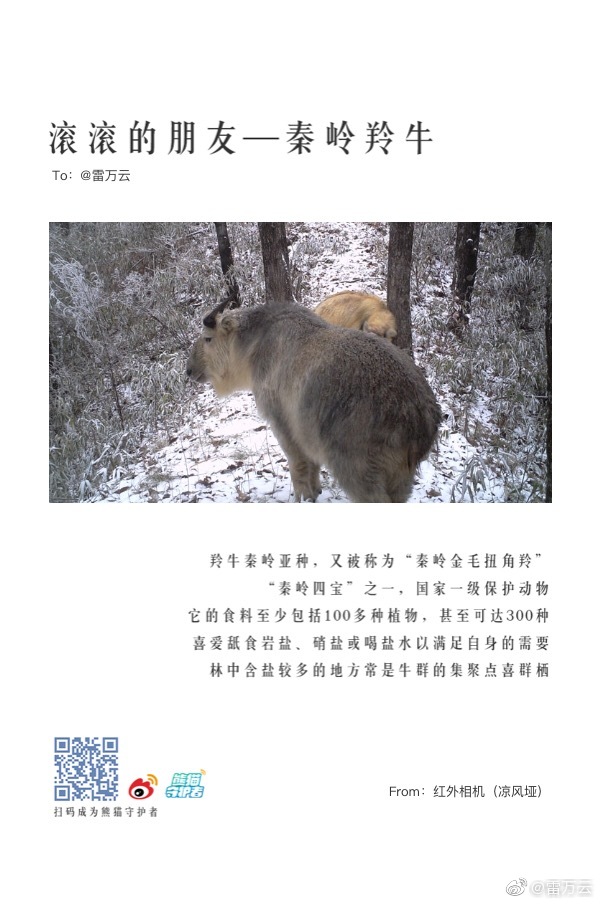 滚滚的朋友—秦岭羚牛
To：@雷万云
羚牛秦岭亚种，又被称为“秦岭金毛扭角羚”
“秦岭四宝”之一，国家一级保护动物
它的食料至少包括100多种植物，甚至可达300种
喜爱舐食岩盐、硝盐或喝盐水以满足自身的需要
林中含盐较多的地方常是牛群的集聚点喜群栖
熊猫
守护者
扫码成为熊猫守护者
From：红外相机（凉风垭）
@雷万云